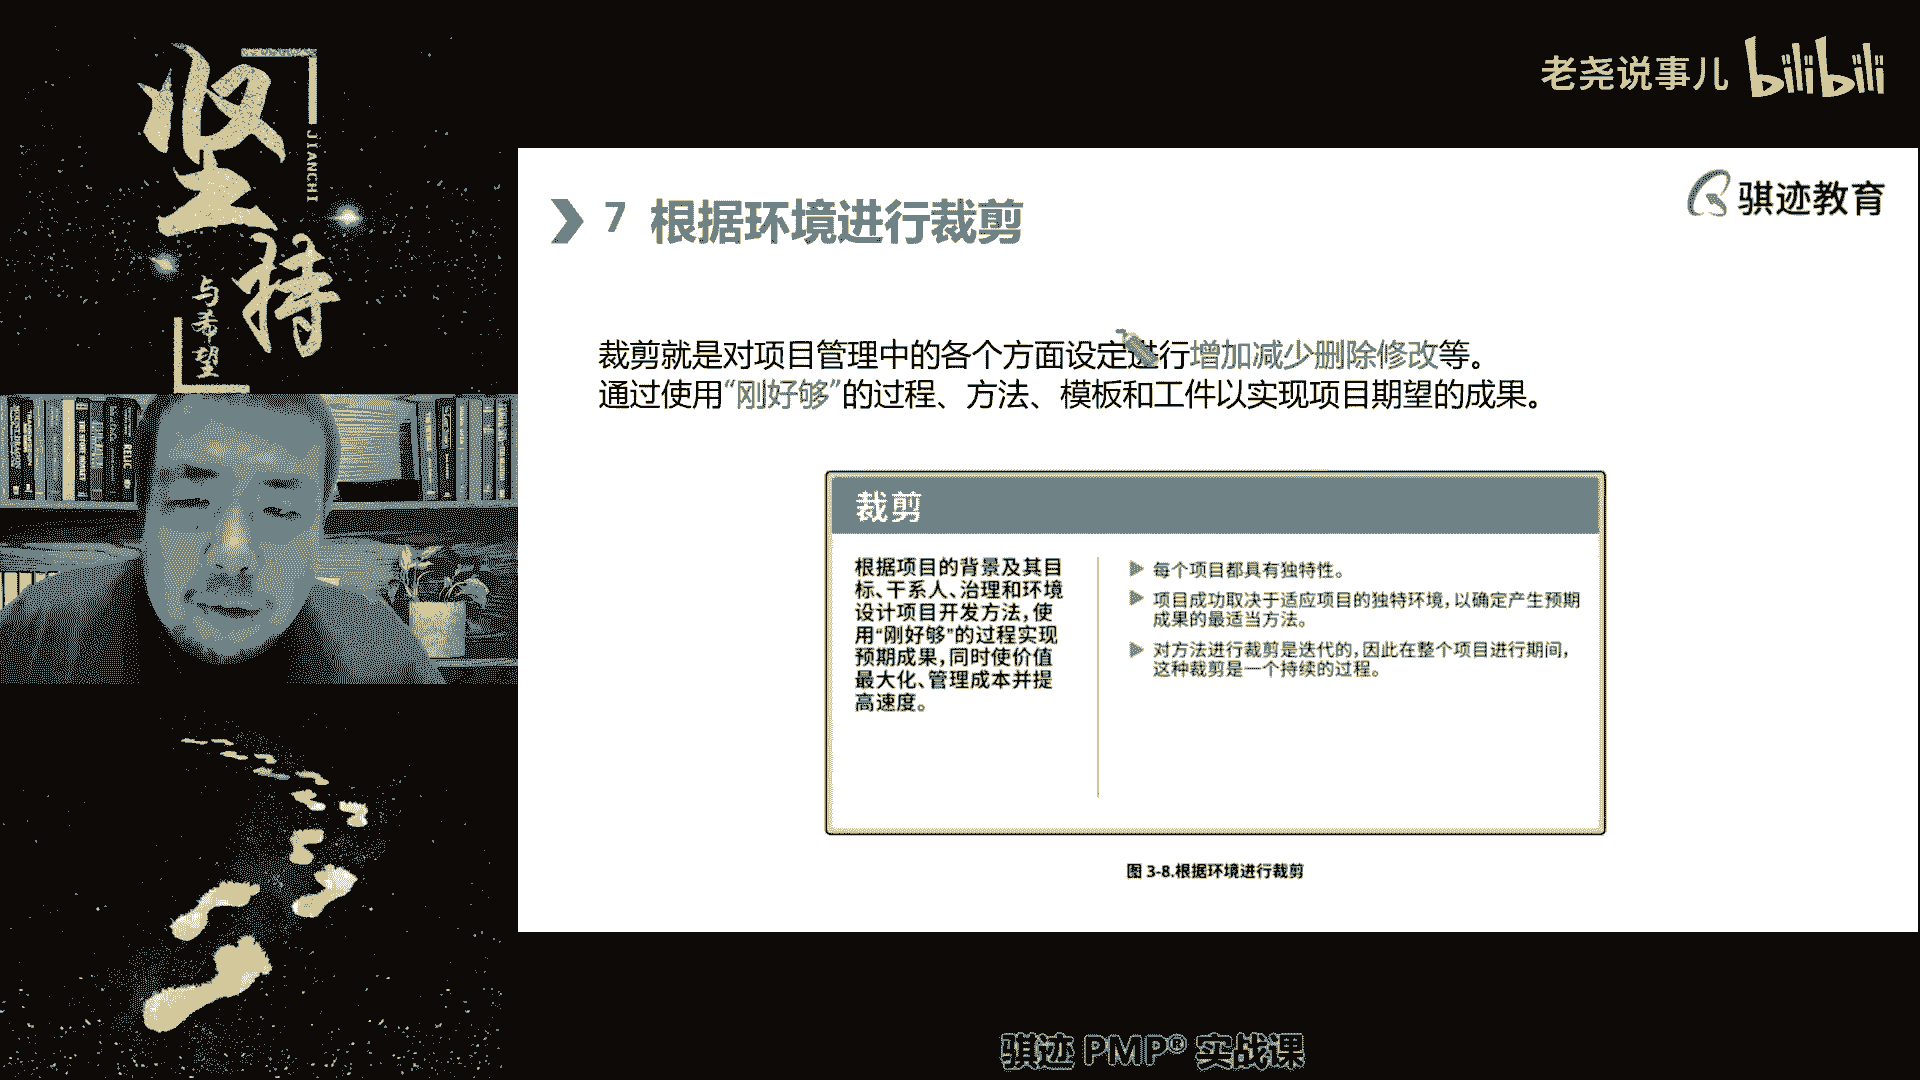 坚持
JIANCHI
与希望
老尧说事儿 bilibili
骐迹教育
7 根据环境进行裁剪
裁剪就是对项目管理中的各个方面设定进行增加减少删除修改等。
通过使用“刚好够”的过程、方法、模板和工件以实现项目期望的成果。
裁剪
根据项目的背景及其目
标、干系人、治理和环境
设计项目开发方法，使
用“刚好够”的过程实现
预期成果，同时使价值
最大化、管理成本并提
高速度。
每个项目都具有独特性。
项目成功取决于适应项目的独特环境，以确定产生预期
成果的最适当方法。
对方法进行裁剪是迭代的，因此在整个项目进行期间，
这种裁剪是一个持续的过程。
图 3-8.根据环境进行裁剪
骐迹 PMP® 实战课